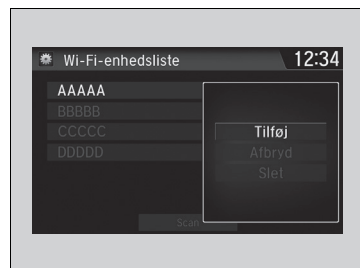 Wi-Fi-enhedsliste 12:34
AAAAA
BBBBB
CCCCC
DDDDD
Tilføj
Afbryd
Slet
Scan